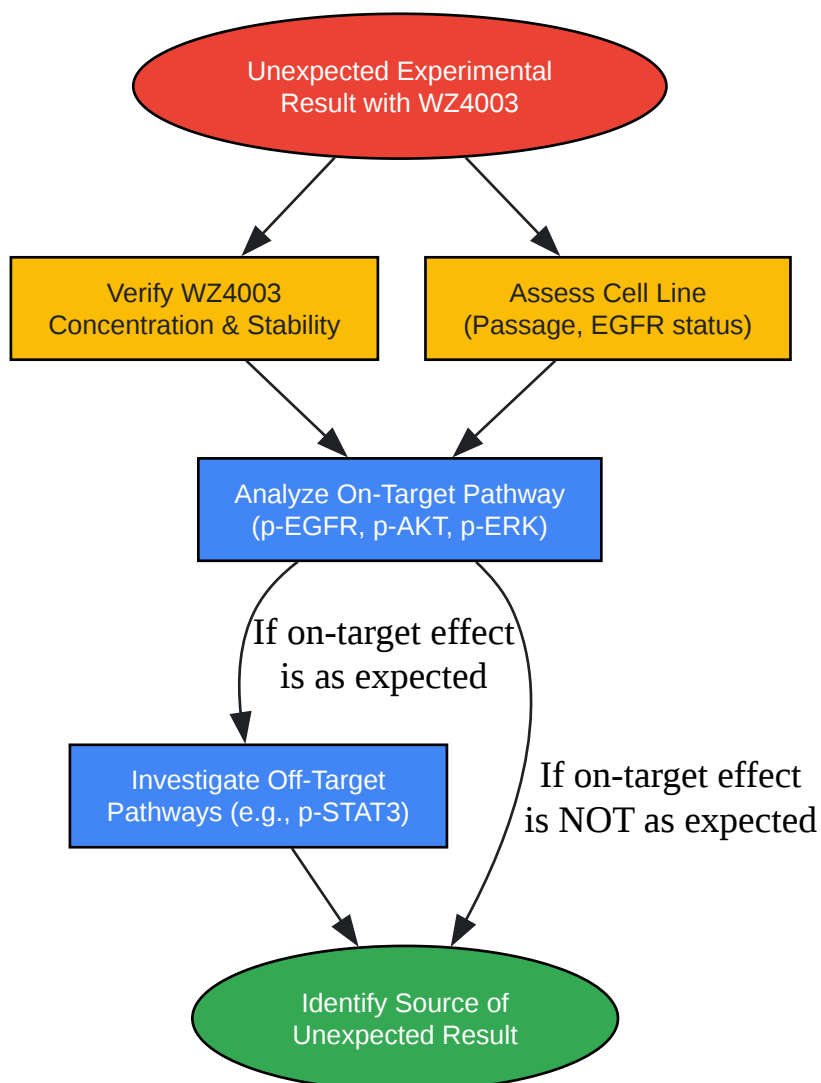 Unexpected Experimental
Result with WZ4003
Verify WZ4003
Concentration & Stability
Assess Cell Line
(Passage, EGFR status)
Analyze On-Target Pathway
(p-EGFR, p-AKT, p-ERK)
If on-target effect
is as expected
Investigate Off-Target
Pathways (e.g., p-STAT3)
If on-target effect
is NOT as expected
Identify Source of
Unexpected Result